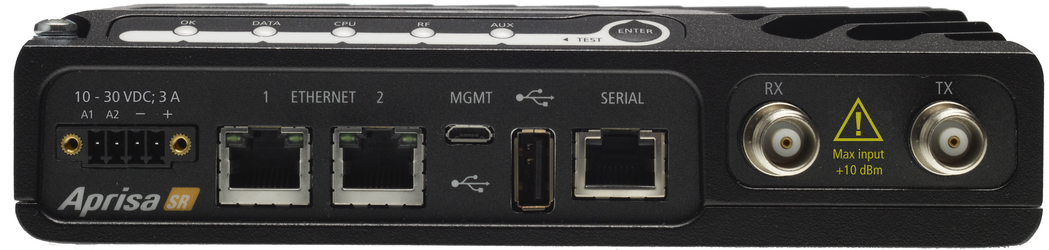 OK DATA CPU RF AUX
TEST ENTER
10 - 30 VDC; 3 A
A1 A2 − +
1 ETHERNET 2
MGMT
SERIAL
RX
TX
Max input
+10 dBm
Aprisa SR